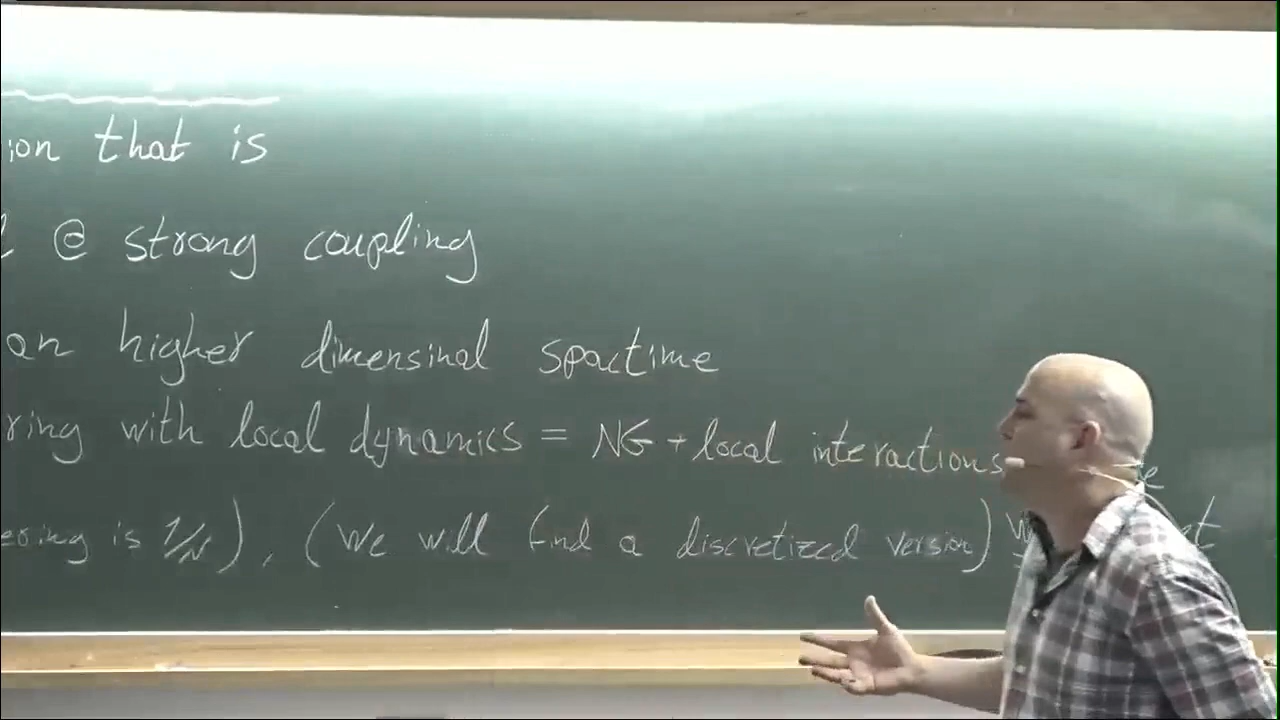 ion that is
@ strong coupling
an higher dimensinal spactime
ring with local dynamics = NG + local interactions
ering is 1/N), (we will find a discretized version)